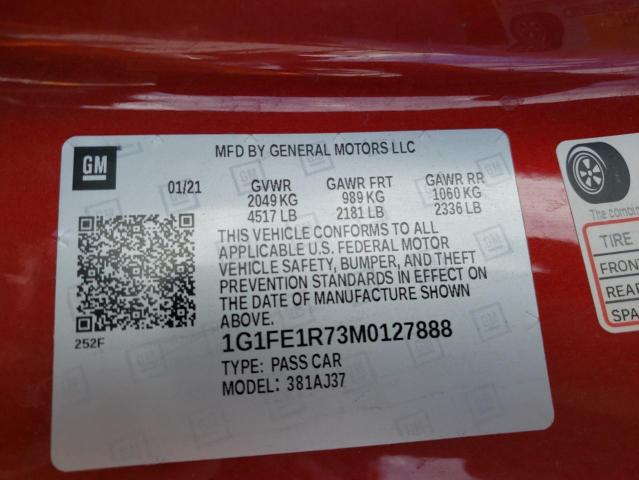 GM
MFD BY GENERAL MOTORS LLC
01/21 GVWR GAWR FRT GAWR RR
2049 KG 989 KG 1060 KG
4517 LB 2181 LB 2336 LB
THIS VEHICLE CONFORMS TO ALL
APPLICABLE U.S. FEDERAL MOTOR
VEHICLE SAFETY, BUMPER, AND THEFT
PREVENTION STANDARDS IN EFFECT ON
THE DATE OF MANUFACTURE SHOWN
ABOVE.
252F
1G1FE1R73M0127888
TYPE: PASS CAR
MODEL: 381AJ37
The combin
TIRE
FRON
REAR
SPA